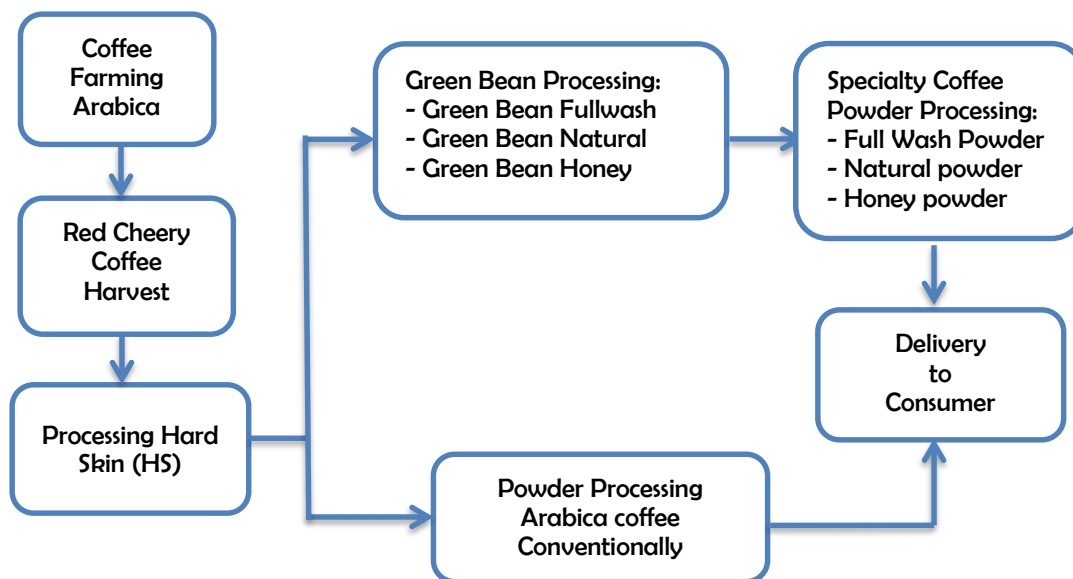 Coffee
Farming
Arabica
Red Cheery
Coffee
Harvest
Processing Hard
Skin (HS)
Green Bean Processing:
- Green Bean Fullwash
- Green Bean Natural
- Green Bean Honey
Specialty Coffee
Powder Processing:
- Full Wash Powder
- Natural powder
- Honey powder
Powder Processing
Arabica coffee
Conventionally
Delivery
to
Consumer